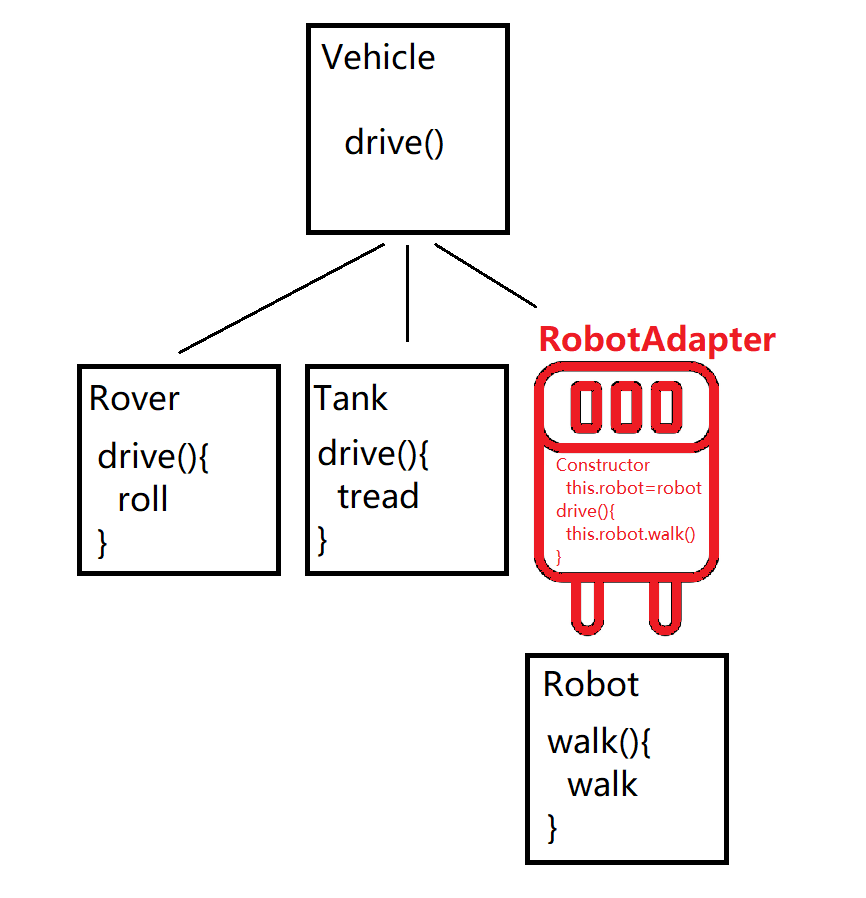 Vehicle
drive()
RobotAdapter
Rover
drive(){
roll
}
Tank
drive(){
tread
}
Constructor
this.robot=robot
drive(){
this.robot.walk()
}
Robot
walk(){
walk
}